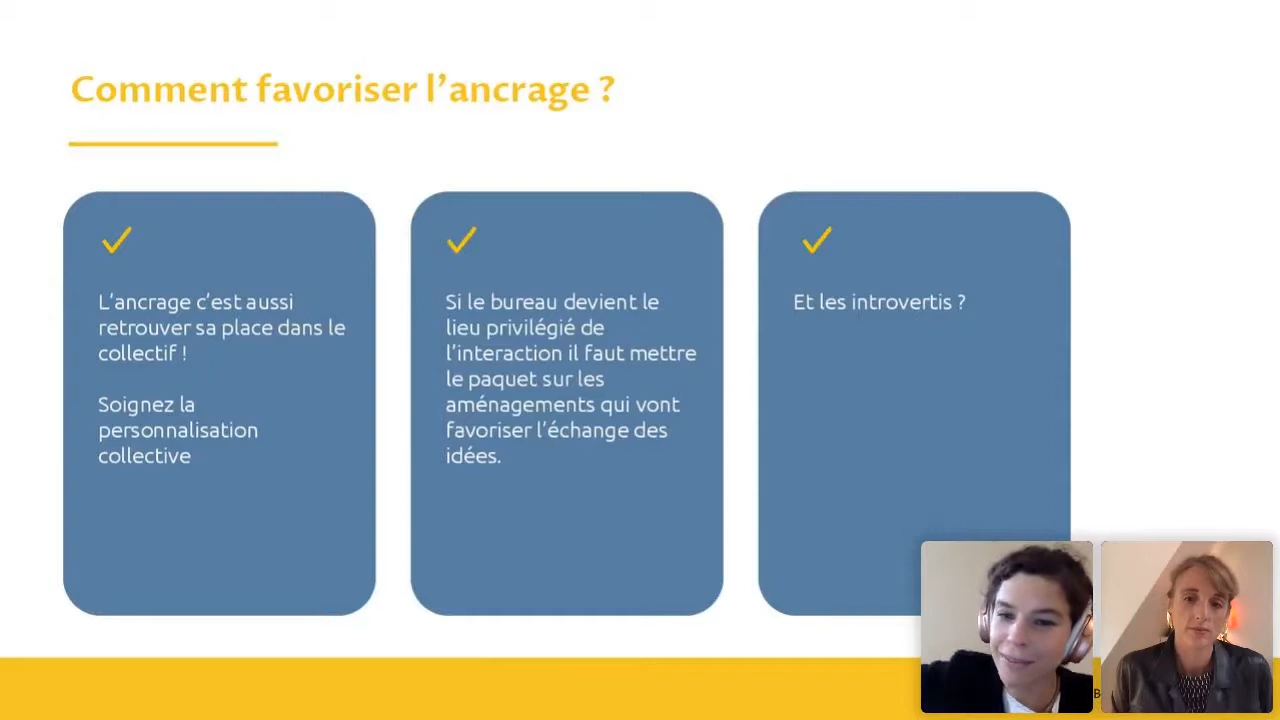 Comment favoriser l'ancrage ?
L'ancrage c'est aussi
retrouver sa place dans le
collectif !
Soignez la
personnalisation
collective
Si le bureau devient le
lieu privilégié de
l'interaction il faut mettre
le paquet sur les
aménagements qui vont
favoriser l'échange des
idées.
Et les introvertis ?